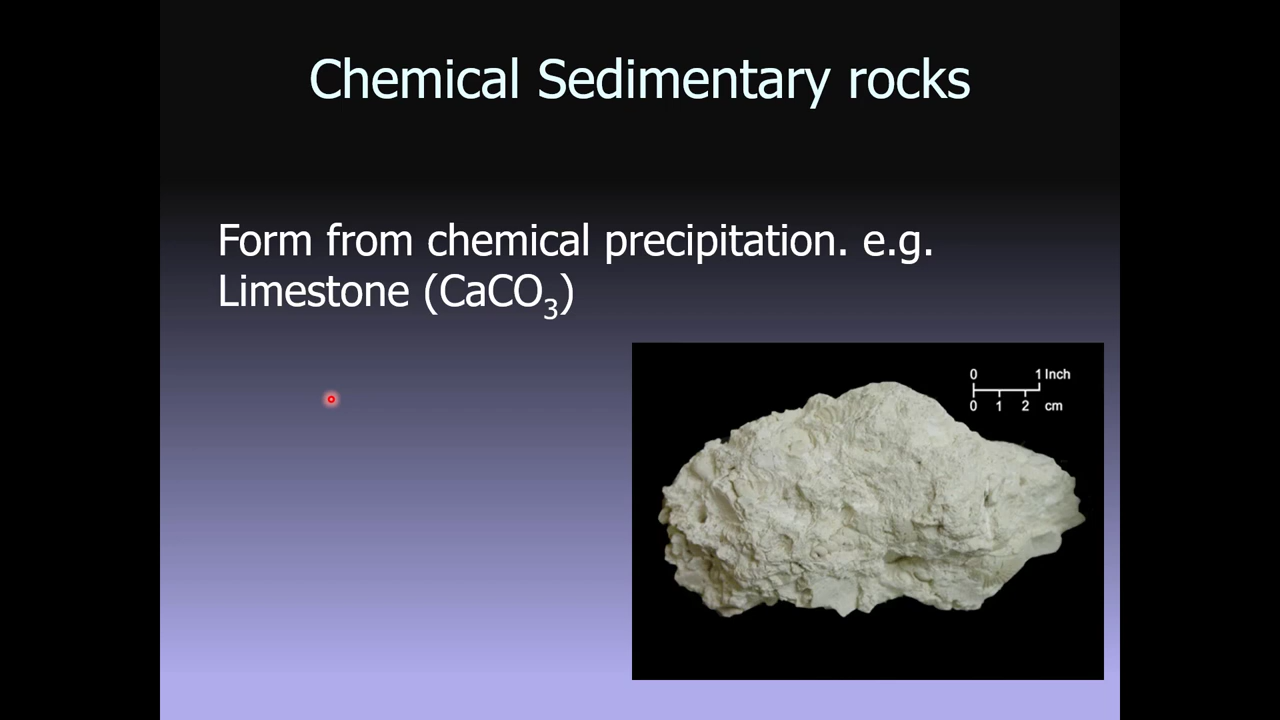 Chemical Sedimentary rocks
Form from chemical precipitation. e.g.
Limestone (CaCO₃)
0 1 Inch
0 1 2 cm